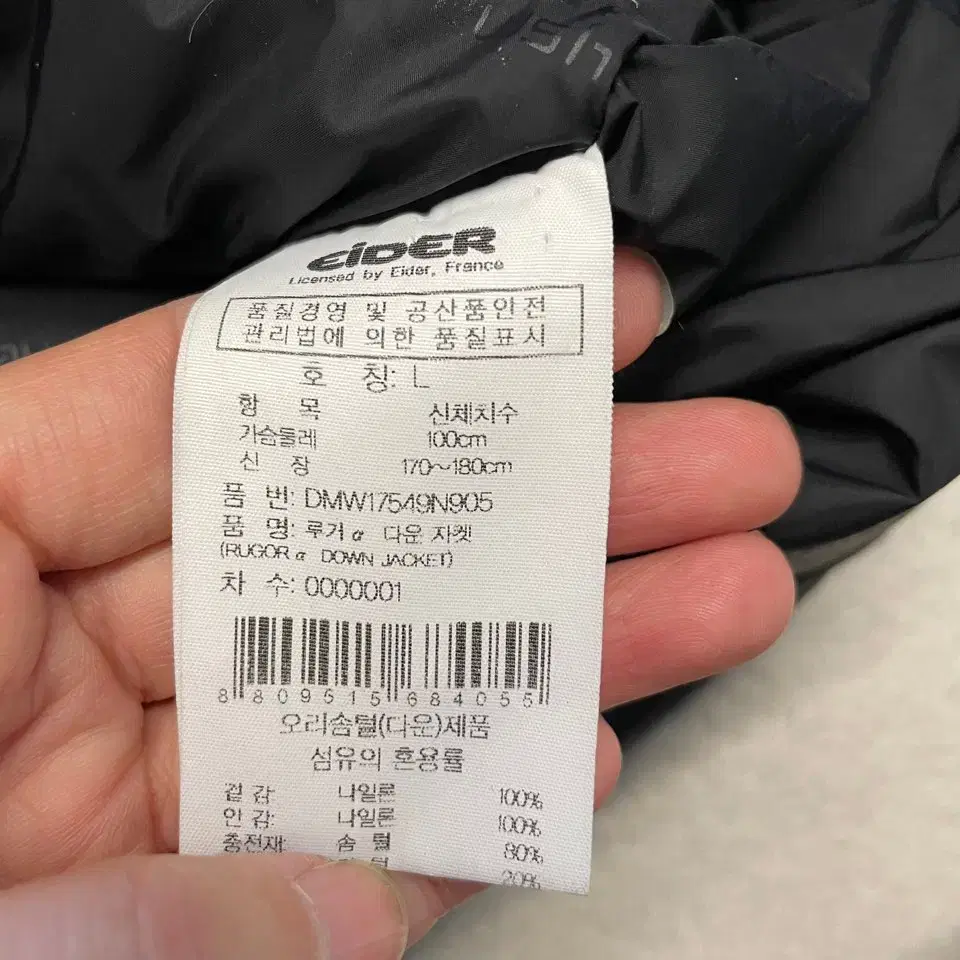 EiDER
Licensed by Eider, France
품질경영 및 공산품안전
관리법에 의한 품질표시
호 칭: L
항 목 신체치수
가슴둘레 100cm
신 장 170~180cm
품 번: DMW17549N905
품 명: 루거α 다운 자켓
(RUGOR α DOWN JACKET)
차 수: 0000001
8 809615 684055
오리솜털(다운)제품
섬유의 혼용률
겉 감: 나일론 100%
안 감: 나일론 100%
충전재: 솜 털 80%
털 20%